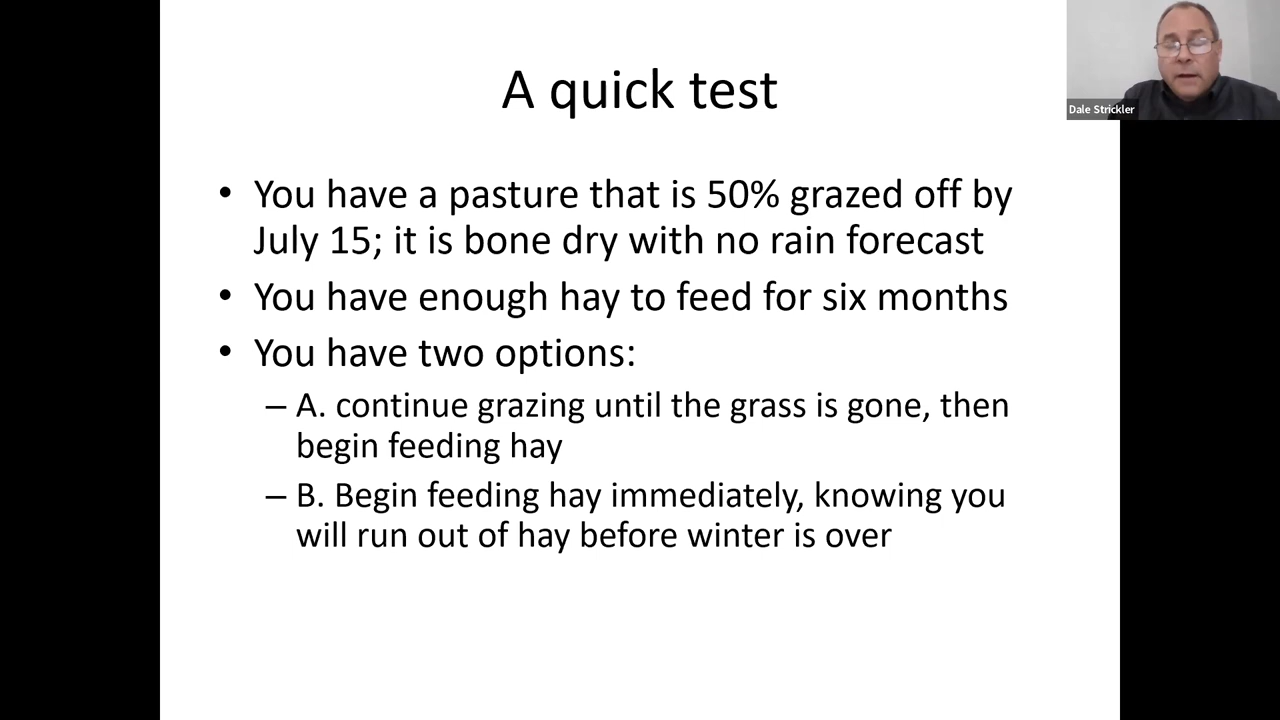 A quick test
Dale Strickler
• You have a pasture that is 50% grazed off by
July 15; it is bone dry with no rain forecast
• You have enough hay to feed for six months
• You have two options:
– A. continue grazing until the grass is gone, then
begin feeding hay
– B. Begin feeding hay immediately, knowing you
will run out of hay before winter is over